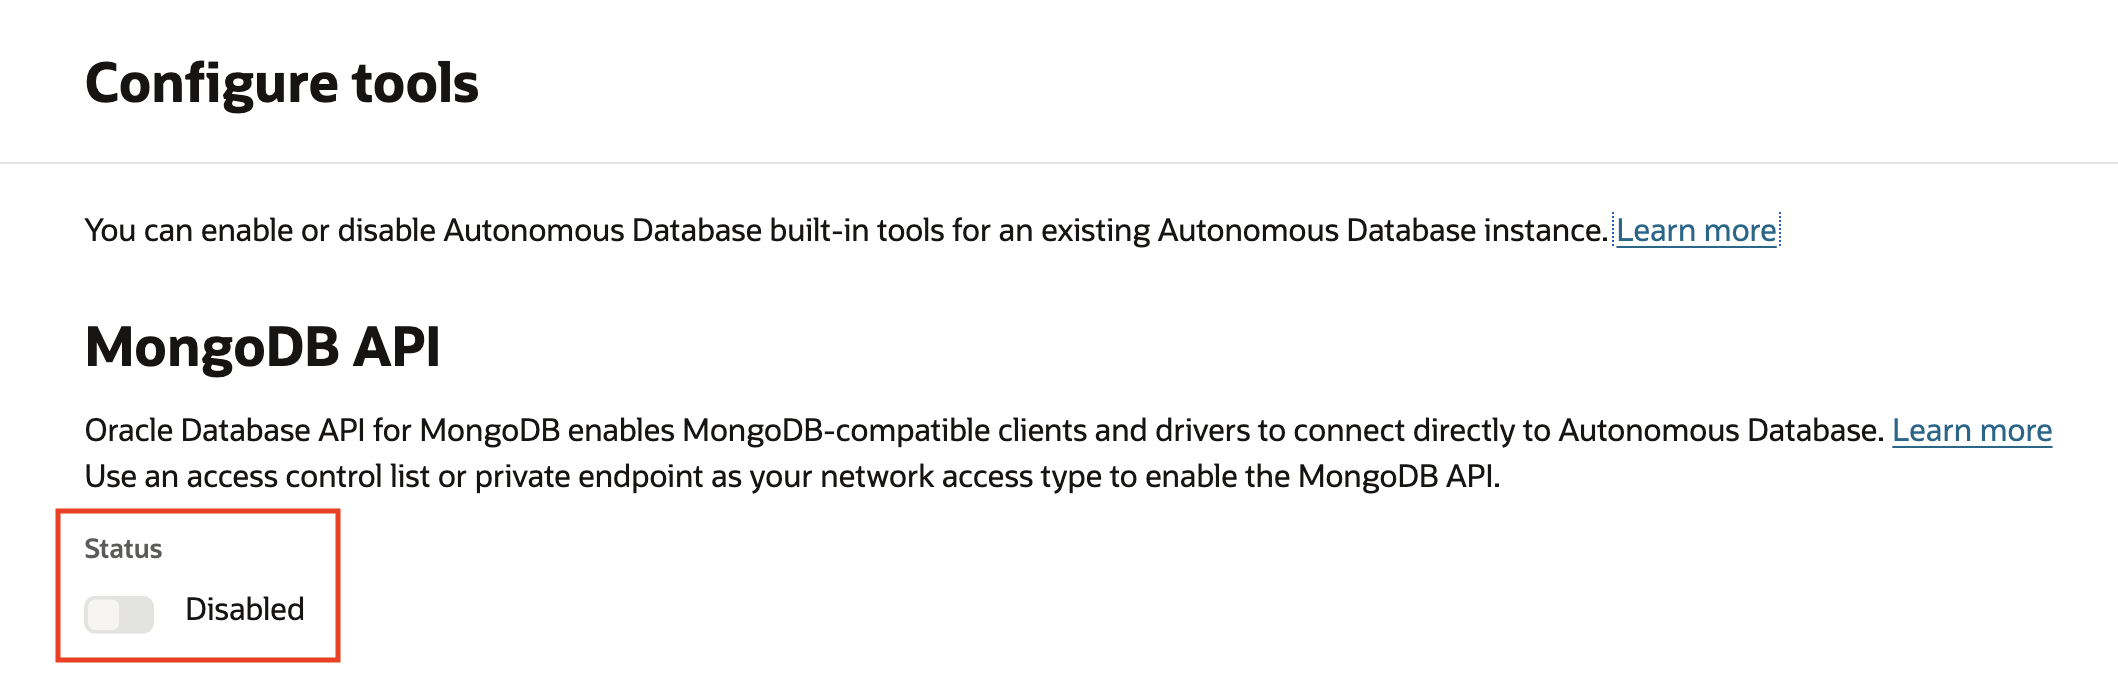 Configure tools
You can enable or disable Autonomous Database built-in tools for an existing Autonomous Database instance. Learn more
MongoDB API
Oracle Database API for MongoDB enables MongoDB-compatible clients and drivers to connect directly to Autonomous Database. Learn more
Use an access control list or private endpoint as your network access type to enable the MongoDB API.
Status
Disabled